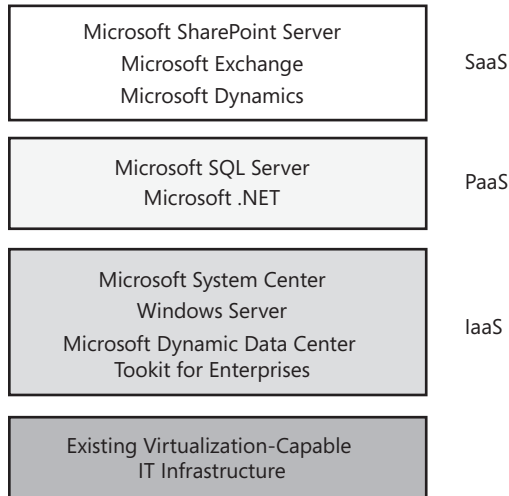 Microsoft SharePoint Server
Microsoft Exchange
Microsoft Dynamics
SaaS
Microsoft SQL Server
Microsoft .NET
PaaS
Microsoft System Center
Windows Server
Microsoft Dynamic Data Center
Tookit for Enterprises
IaaS
Existing Virtualization-Capable
IT Infrastructure